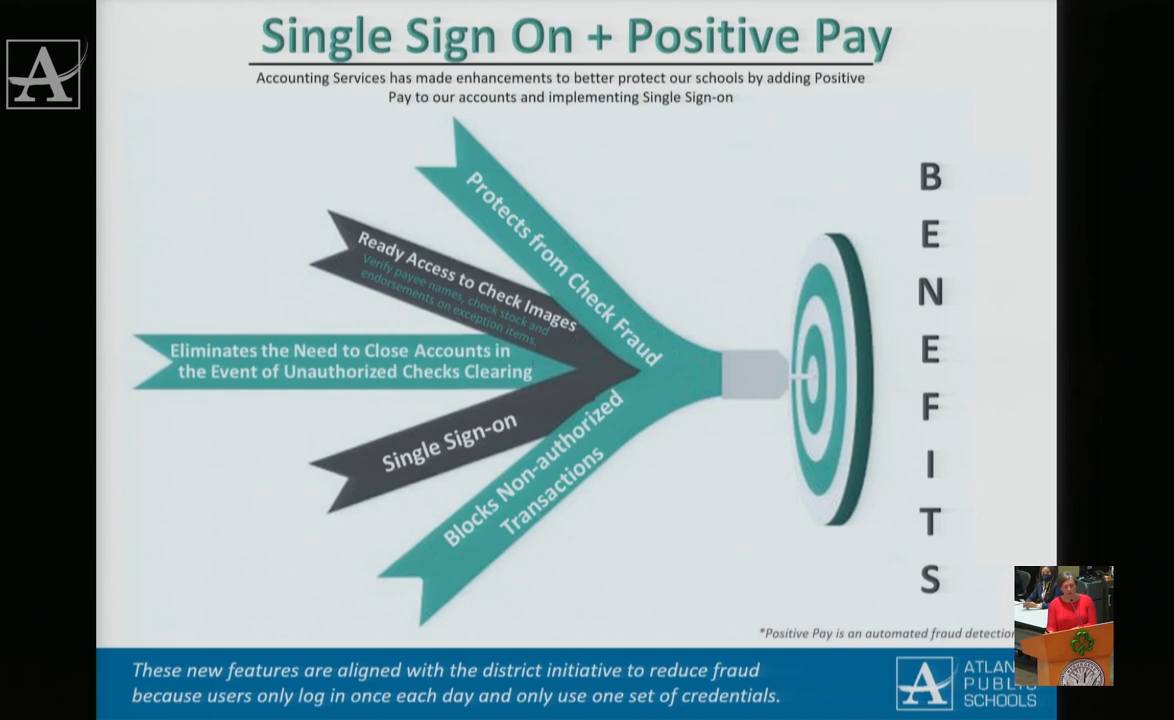 Single Sign On + Positive Pay
Accounting Services has made enhancements to better protect our schools by adding Positive
Pay to our accounts and implementing Single Sign-on
Protects from Check Fraud
Ready Access to Check Images
Verify payee names, check stock and
endorsements on exception items.
Eliminates the Need to Close Accounts in
the Event of Unauthorized Checks Clearing
Single Sign-on
Blocks Non-authorized
Transactions
B
E
N
E
F
I
T
S
*Positive Pay is an automated fraud detection
These new features are aligned with the district initiative to reduce fraud
because users only log in once each day and only use one set of credentials.
A
A
ATLAN
PUBLIC
SCHOOLS